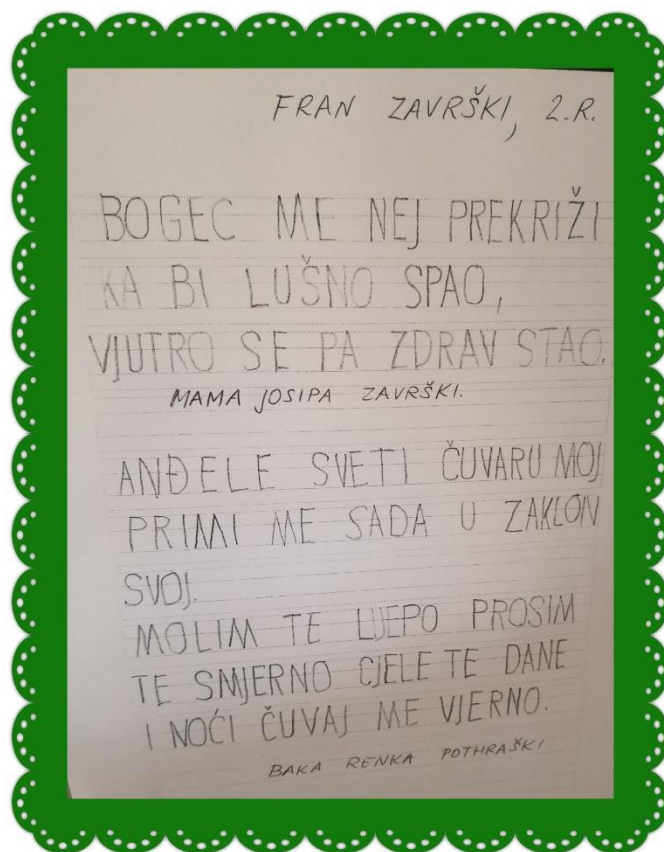 FRAN ZAVRŠKI, 2.R.
BOGEC ME NEJ PREKRIŽI
KA BI LUŠNO SPAO,
VJUTRO SE PA ZDRAV STAO.
MAMA JOSIPA ZAVRŠKI.
ANĐELE SVETI ČUVARU MOJ
PRIMI ME SADA U ZAKLON
SVOJ.
MOLIM TE LJEPO PROSIM
TE SMJERNO CJELE TE DANE
I NOĆI ČUVAJ ME VJERNO.
BAKA RENKA POTHRAŠKI